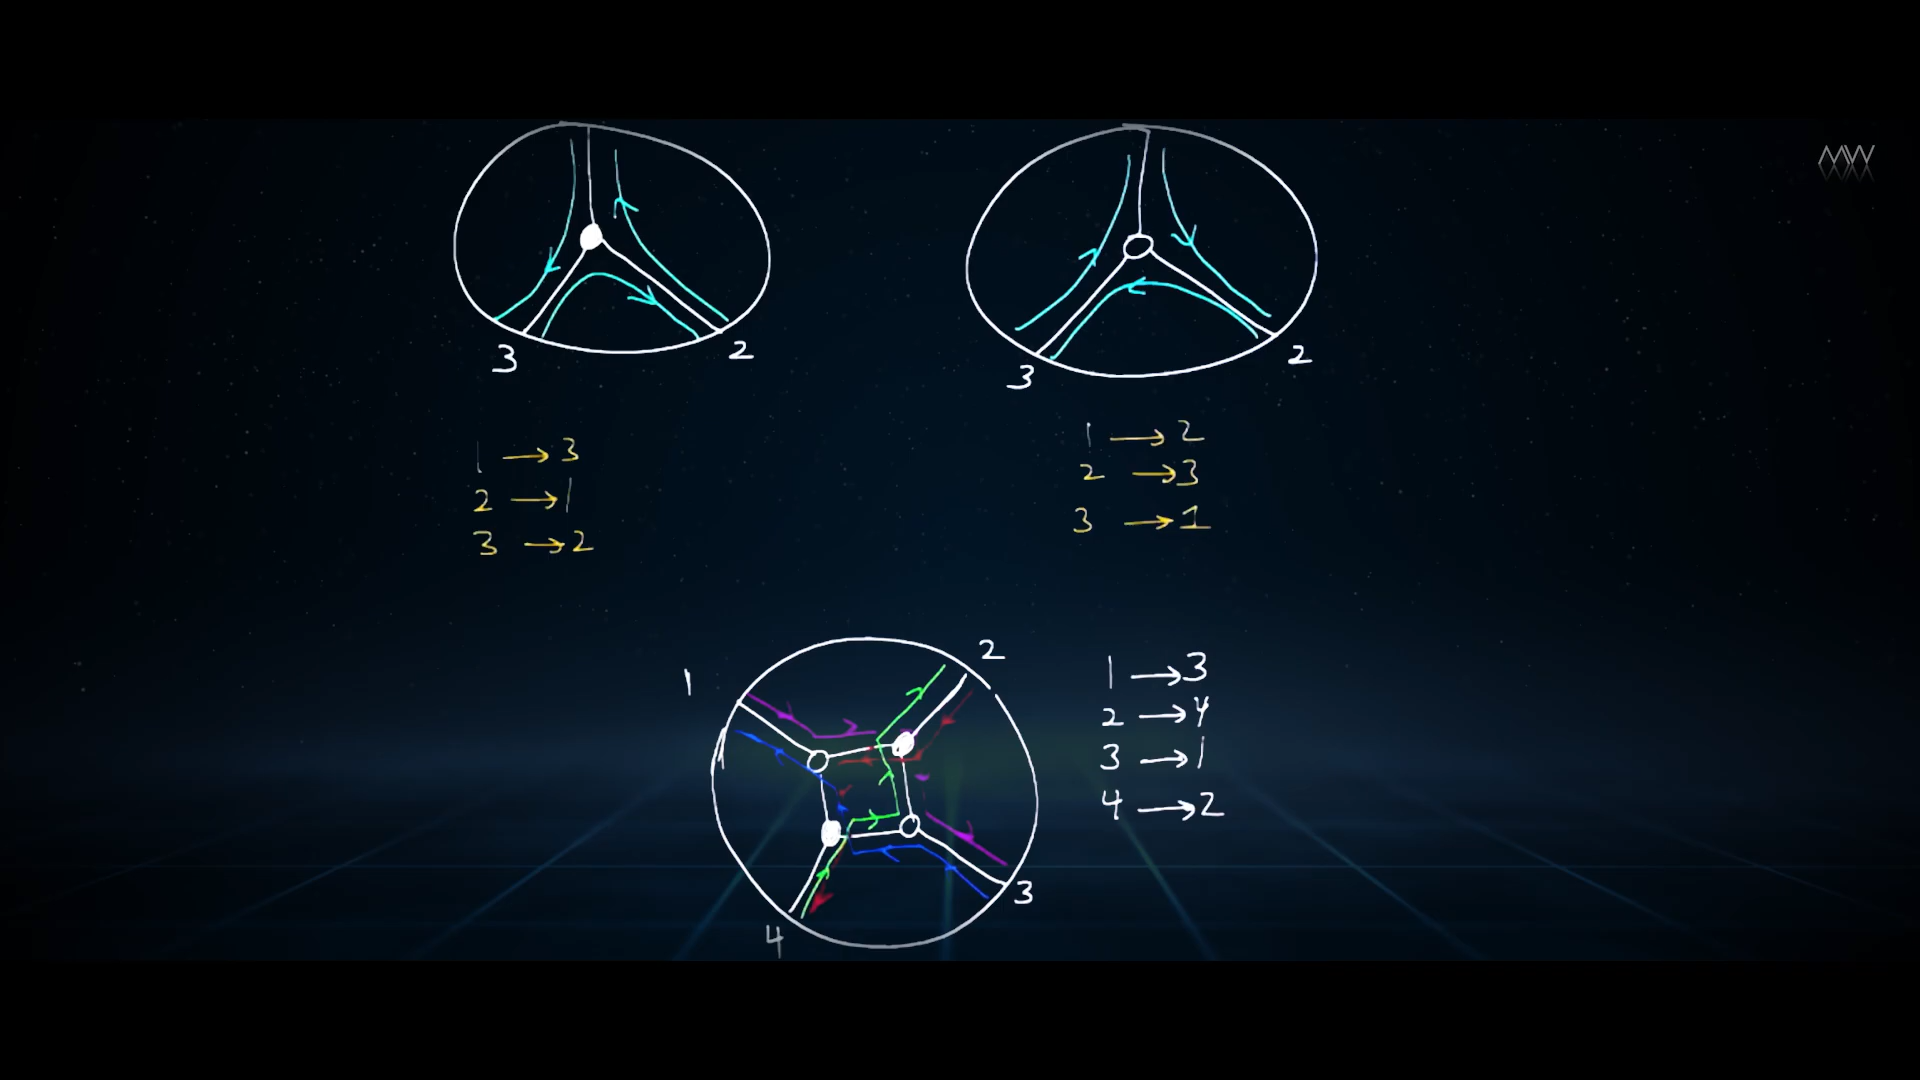 MW
3
2
3
2
1 → 3
2 → 1
3 → 2
1 → 2
2 → 3
3 → 1
1
2
3
4
1 → 3
2 → 4
3 → 1
4 → 2